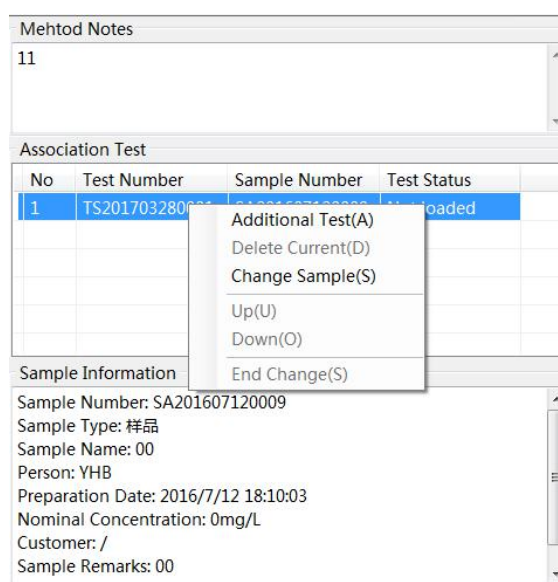 Mehtod Notes
11
Association Test
No Test Number Sample Number Test Status
1
Additional Test(A)
Delete Current(D)
Change Sample(S)
Up(U)
Down(O)
End Change(S)
Sample Information
Sample Number: SA201607120009
Sample Type: 样品
Sample Name: 00
Person: YHB
Preparation Date: 2016/7/12 18:10:03
Nominal Concentration: 0mg/L
Customer: /
Sample Remarks: 00